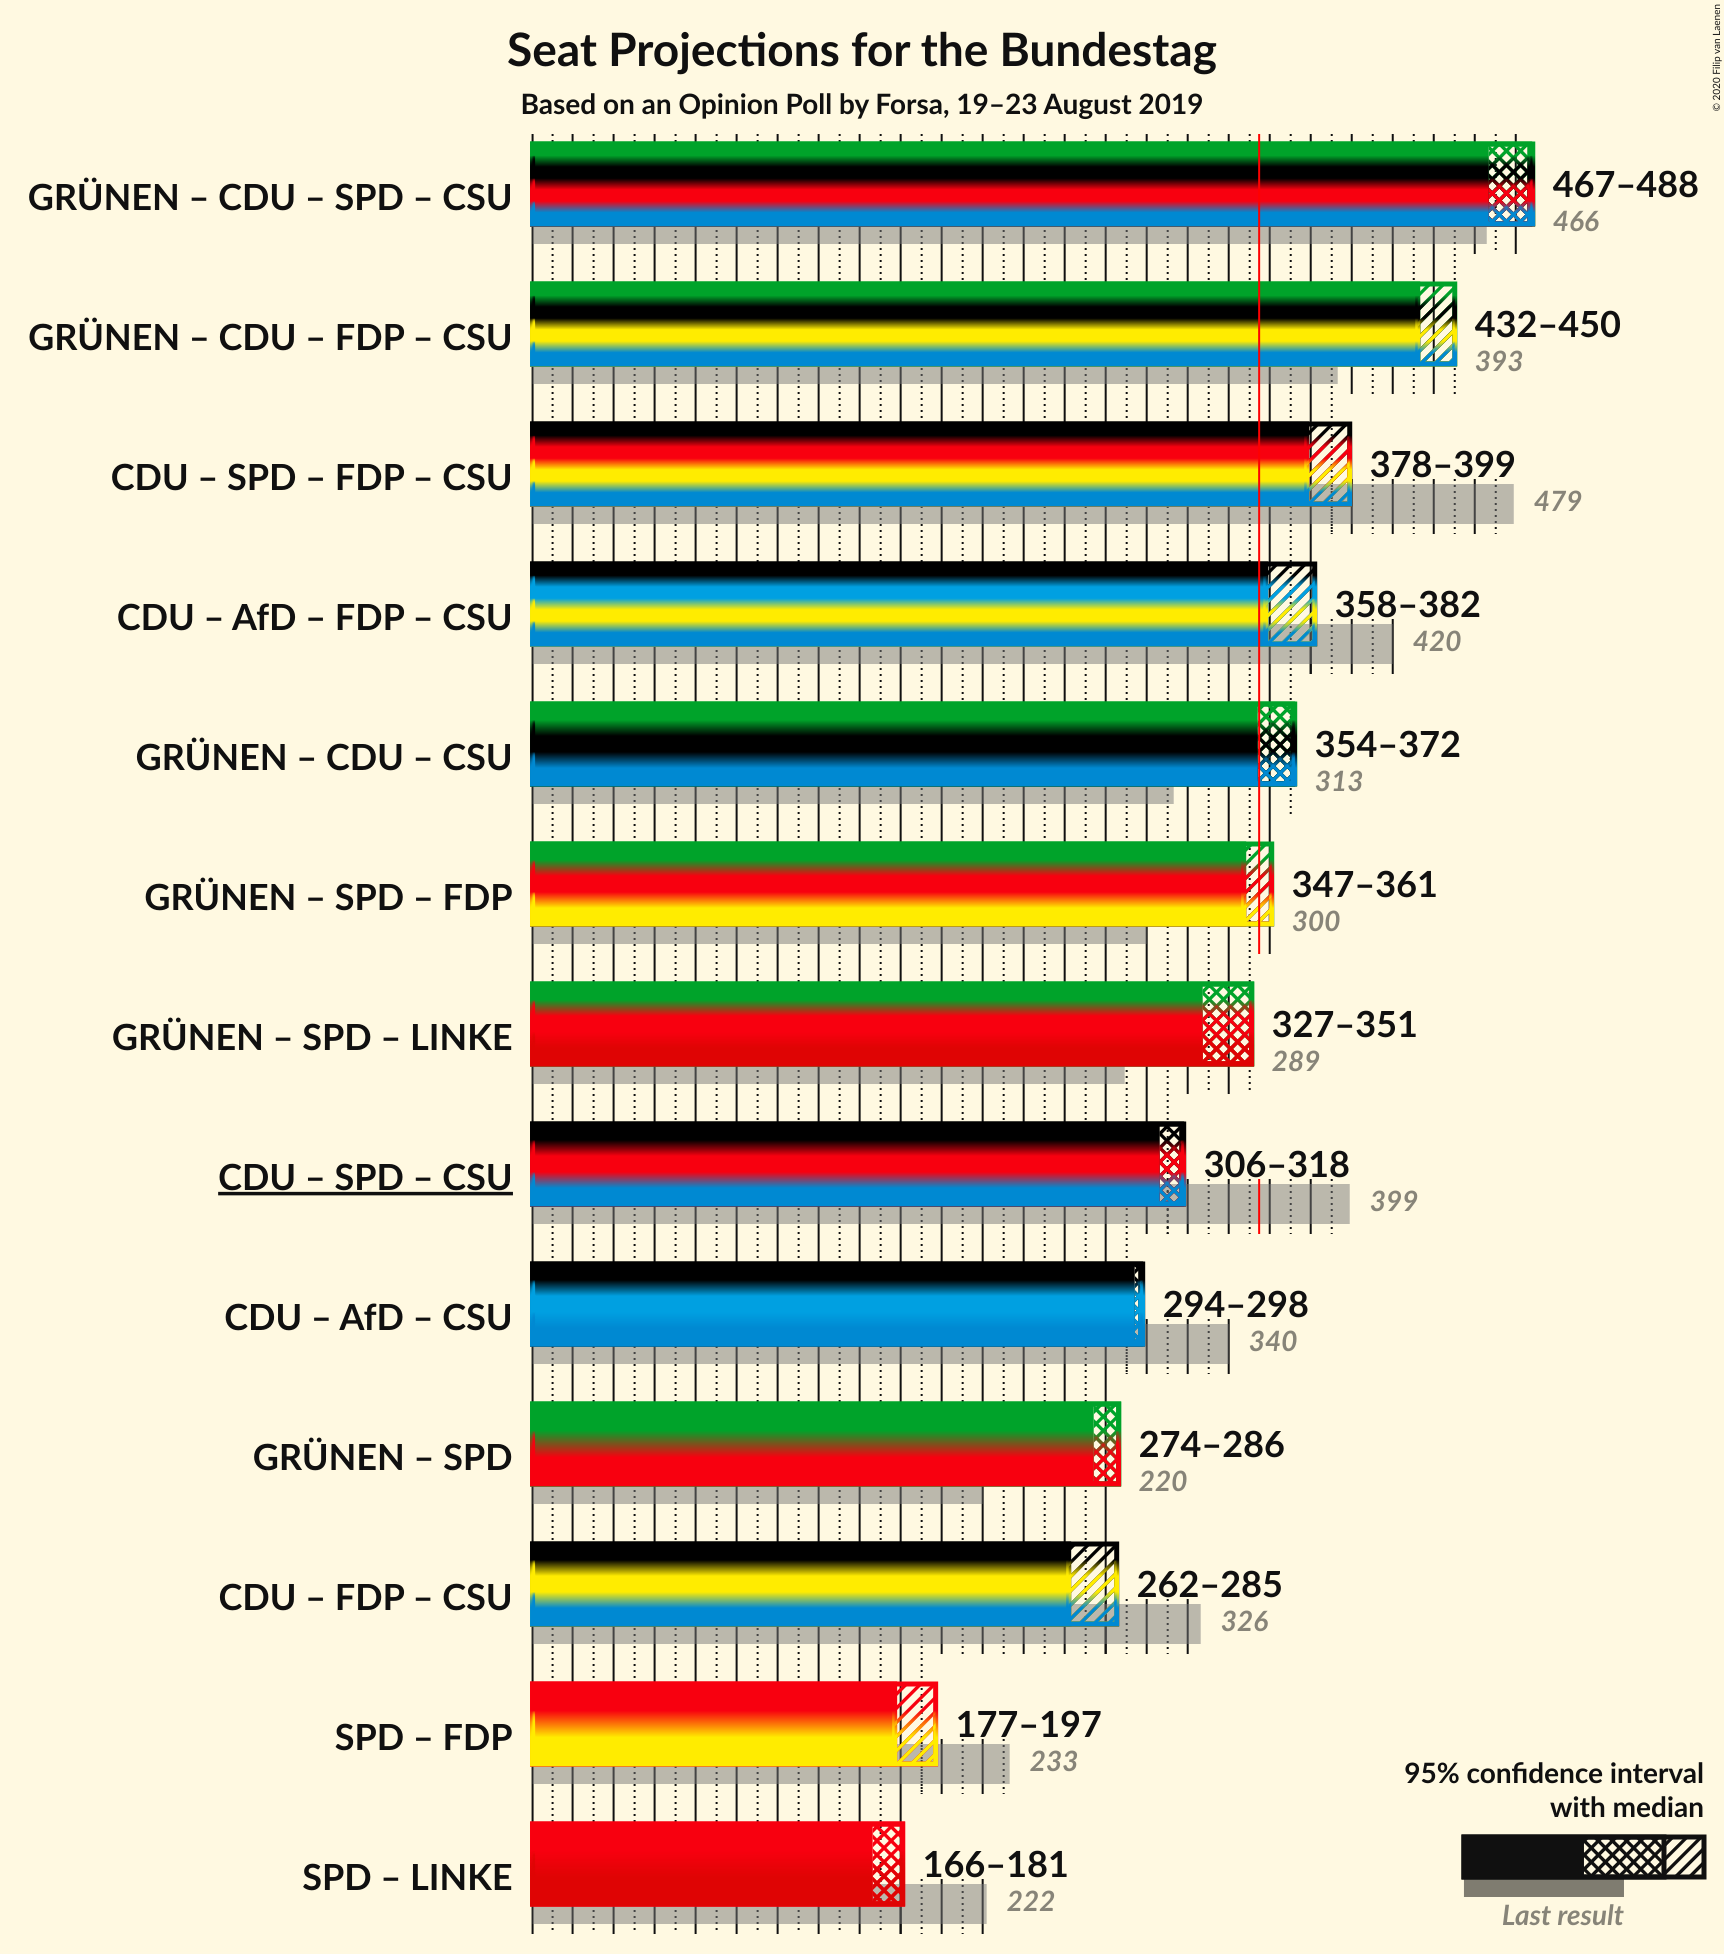 Seat Projections for the Bundestag
Based on an Opinion Poll by Forsa, 19–23 August 2019
© 2020 Filip van Laenen
GRÜNEN – CDU – SPD – CSU
467–488
466
GRÜNEN – CDU – FDP – CSU
432–450
393
CDU – SPD – FDP – CSU
378–399
479
CDU – AfD – FDP – CSU
358–382
420
GRÜNEN – CDU – CSU
354–372
313
GRÜNEN – SPD – FDP
347–361
300
GRÜNEN – SPD – LINKE
327–351
289
CDU – SPD – CSU
306–318
399
CDU – AfD – CSU
294–298
340
GRÜNEN – SPD
274–286
220
CDU – FDP – CSU
262–285
326
SPD – FDP
177–197
233
SPD – LINKE
166–181
222
95% confidence interval
with median
Last result